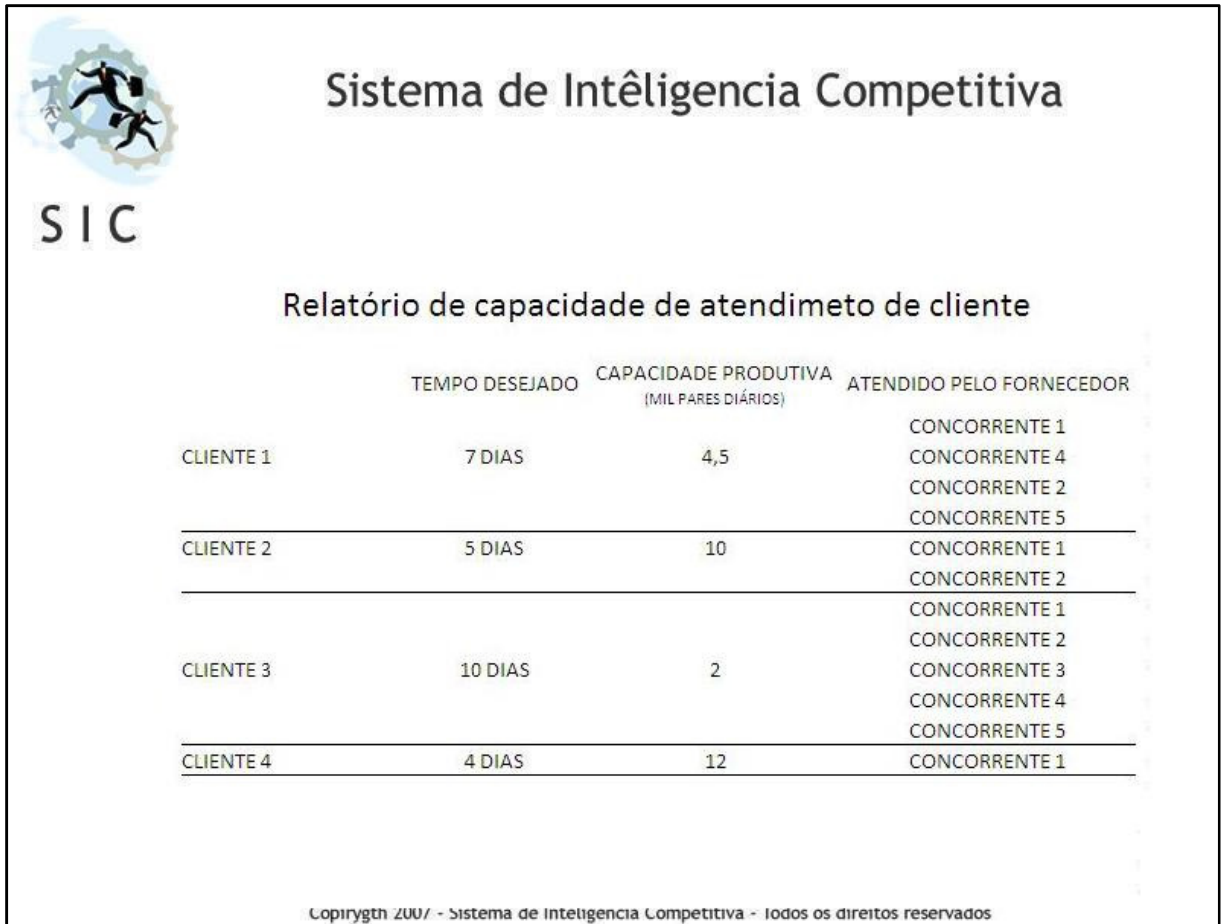 Sistema de Intêligencia Competitiva
S I C
Relatório de capacidade de atendimeto de cliente
TEMPO DESEJADO CAPACIDADE PRODUTIVA (MIL PARES DIÁRIOS) ATENDIDO PELO FORNECEDOR
CONCORRENTE 1
CLIENTE 1 7 DIAS 4,5 CONCORRENTE 4
CONCORRENTE 2
CONCORRENTE 5
CLIENTE 2 5 DIAS 10 CONCORRENTE 1
CONCORRENTE 2
CONCORRENTE 1
CONCORRENTE 2
CLIENTE 3 10 DIAS 2 CONCORRENTE 3
CONCORRENTE 4
CONCORRENTE 5
CLIENTE 4 4 DIAS 12 CONCORRENTE 1
Copirygth 2007 - Sistema de Inteligencia Competitiva - Todos os direitos reservados